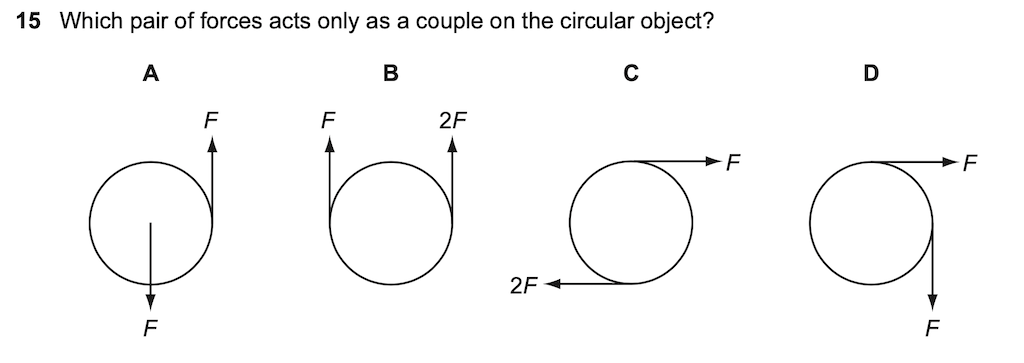 15 Which pair of forces acts only as a couple on the circular object?
A B C D
F F 2F
F F
2F
F F